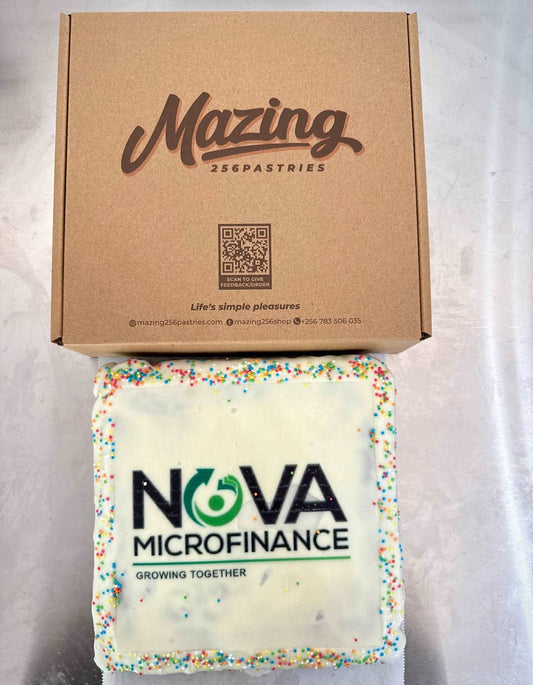 Mazing
256PASTRIES
SCAN TO GIVE
FEEDBACK/ORDER
Life's simple pleasures
mazing256pastries.com mazing256shop +256 783 506 035
NOVA
MICROFINANCE
GROWING TOGETHER